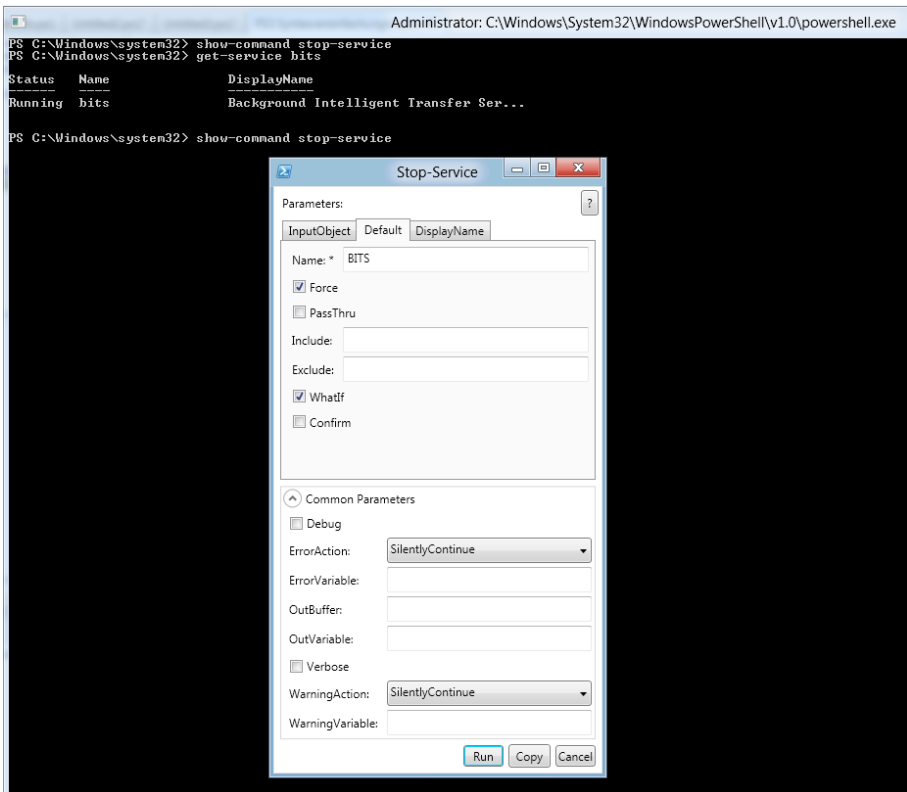 Administrator: C:\Windows\System32\WindowsPowerShell\v1.0\powershell.exe
PS C:\Windows\system32> show-command stop-service
PS C:\Windows\system32> get-service bits
Status Name DisplayName
------ ---- -----------
Running bits Background Intelligent Transfer Ser...
PS C:\Windows\system32> show-command stop-service
Stop-Service
Parameters:
?
InputObject Default DisplayName
Name: * BITS
Force
PassThru
Include:
Exclude:
WhatIf
Confirm
Common Parameters
Debug
ErrorAction: SilentlyContinue
ErrorVariable:
OutBuffer:
OutVariable:
Verbose
WarningAction: SilentlyContinue
WarningVariable:
Run Copy Cancel